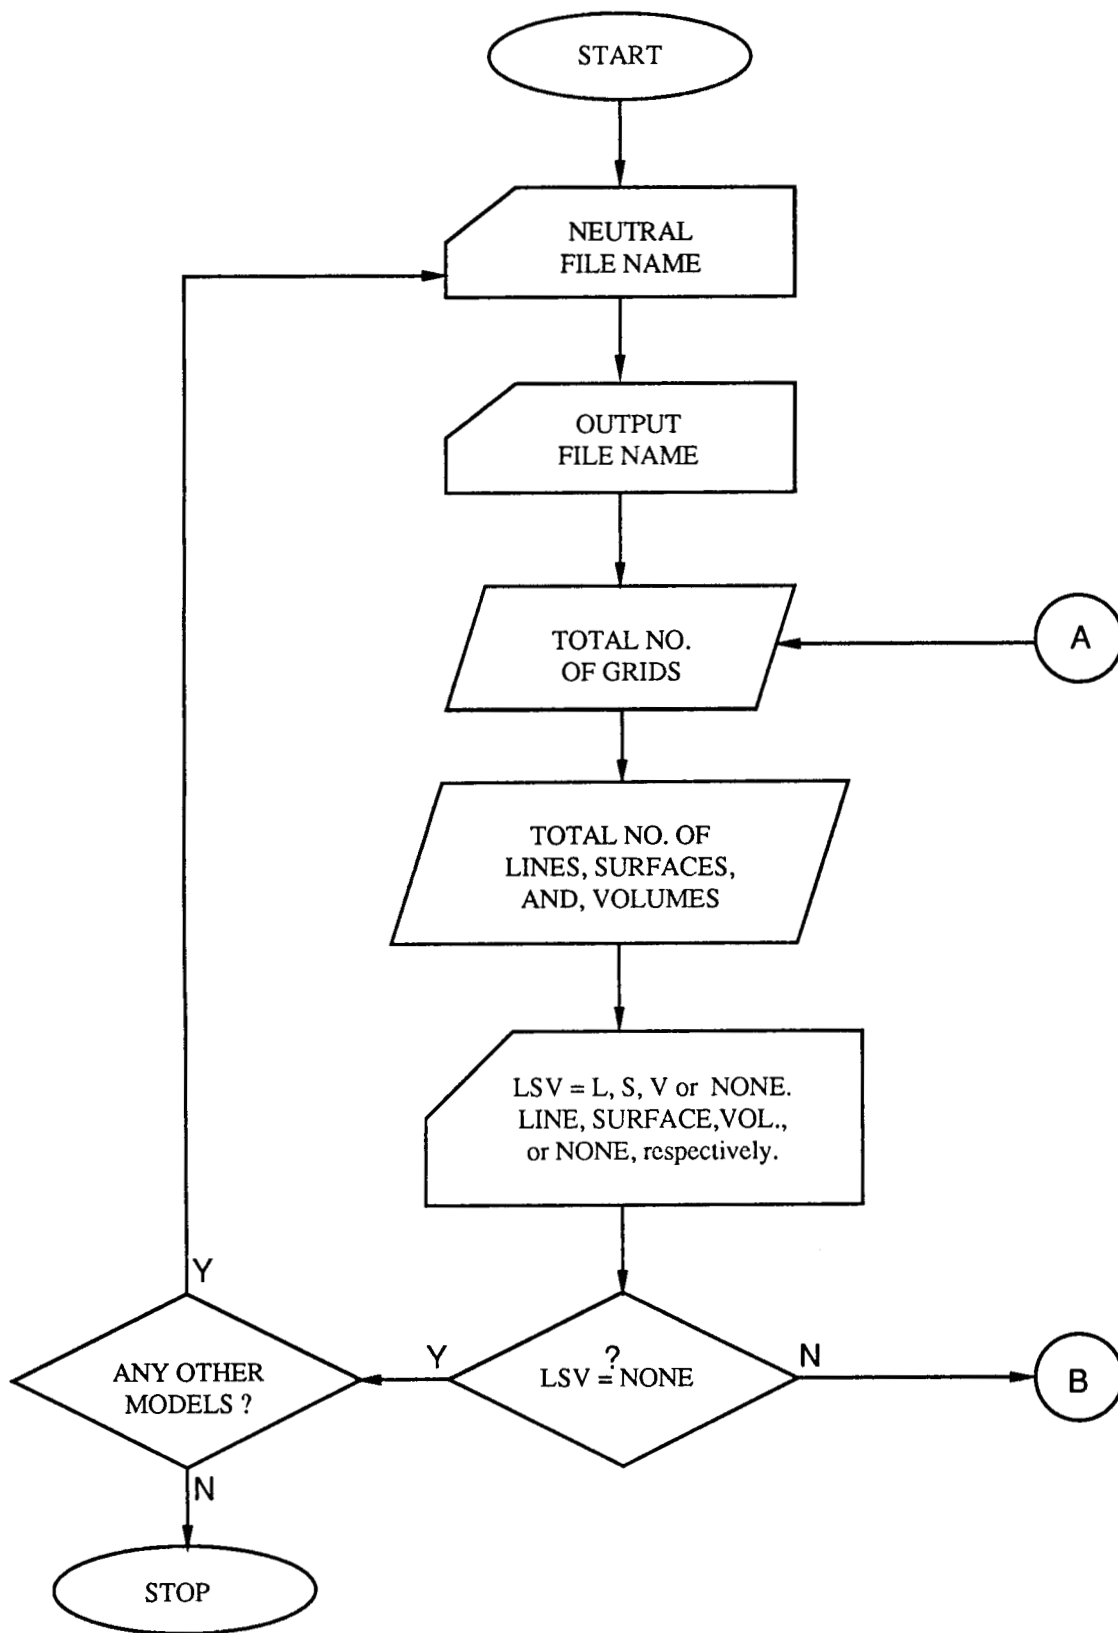 START
NEUTRAL
FILE NAME
OUTPUT
FILE NAME
TOTAL NO.
OF GRIDS
A
TOTAL NO. OF
LINES, SURFACES,
AND, VOLUMES
LSV = L, S, V or NONE.
LINE, SURFACE,VOL.,
or NONE, respectively.
Y
ANY OTHER
MODELS ?
Y
?
LSV = NONE
N
B
N
STOP